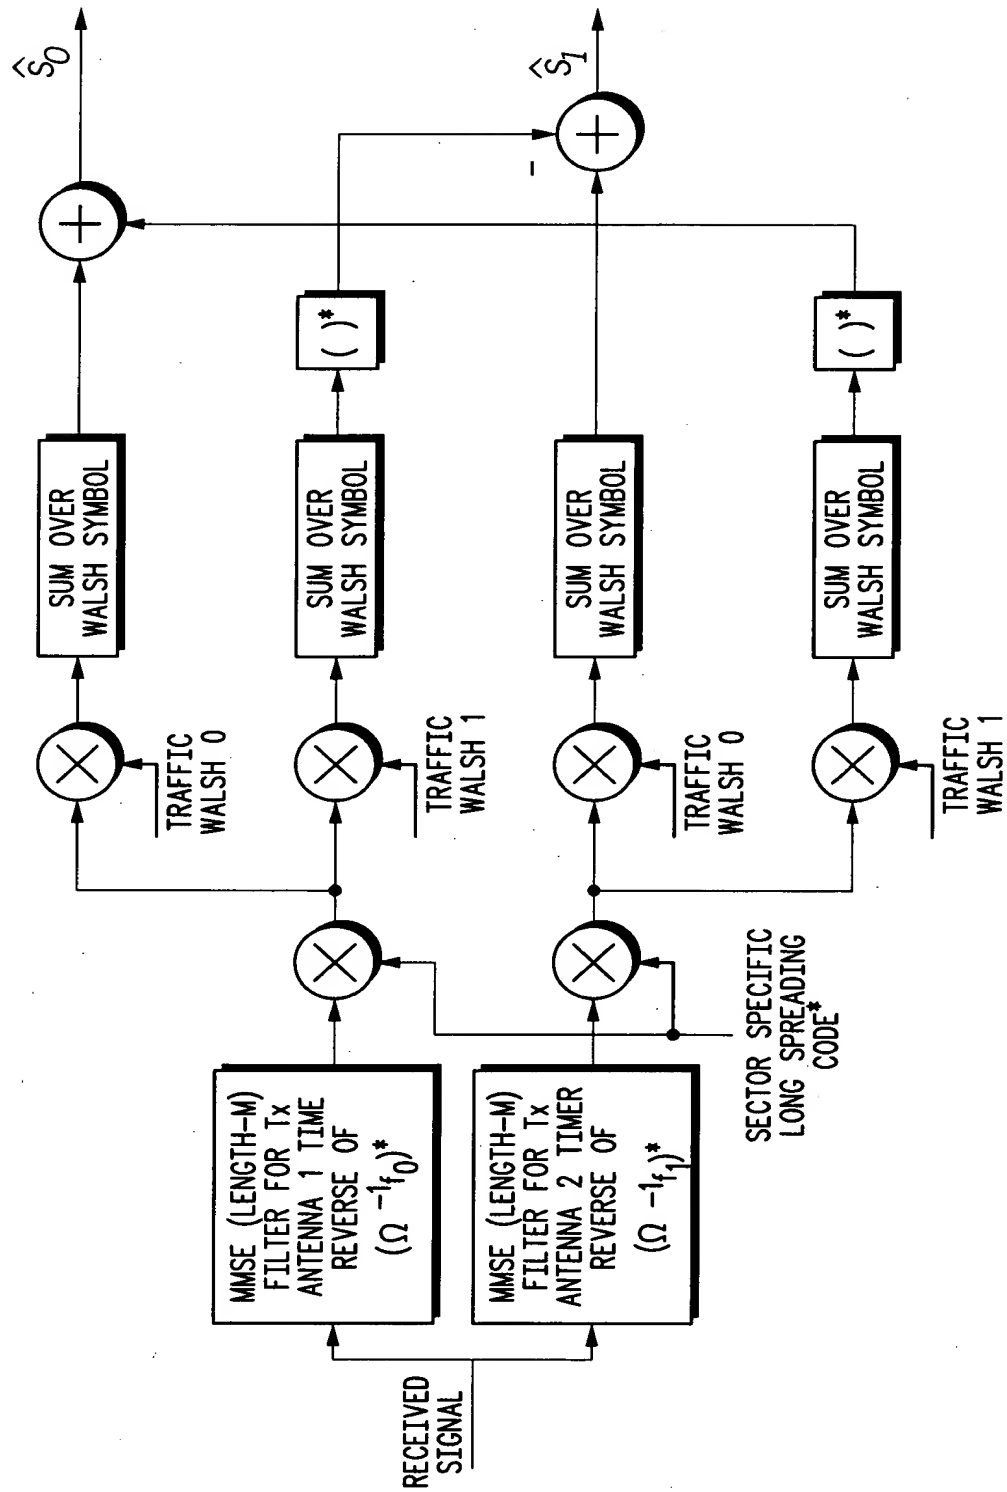 RECEIVED
SIGNAL
MMSE (LENGTH-M)
FILTER FOR Tx
ANTENNA 1 TIME
REVERSE OF
(Ω⁻¹f₀)*
MMSE (LENGTH-M)
FILTER FOR Tx
ANTENNA 2 TIMER
REVERSE OF
(Ω⁻¹f₁)*
SECTOR SPECIFIC
LONG SPREADING
CODE*
TRAFFIC
WALSH 0
TRAFFIC
WALSH 1
TRAFFIC
WALSH 0
TRAFFIC
WALSH 1
SUM OVER
WALSH SYMBOL
SUM OVER
WALSH SYMBOL
SUM OVER
WALSH SYMBOL
SUM OVER
WALSH SYMBOL
( )*
( )*
-
Ŝ₀
Ŝ₁